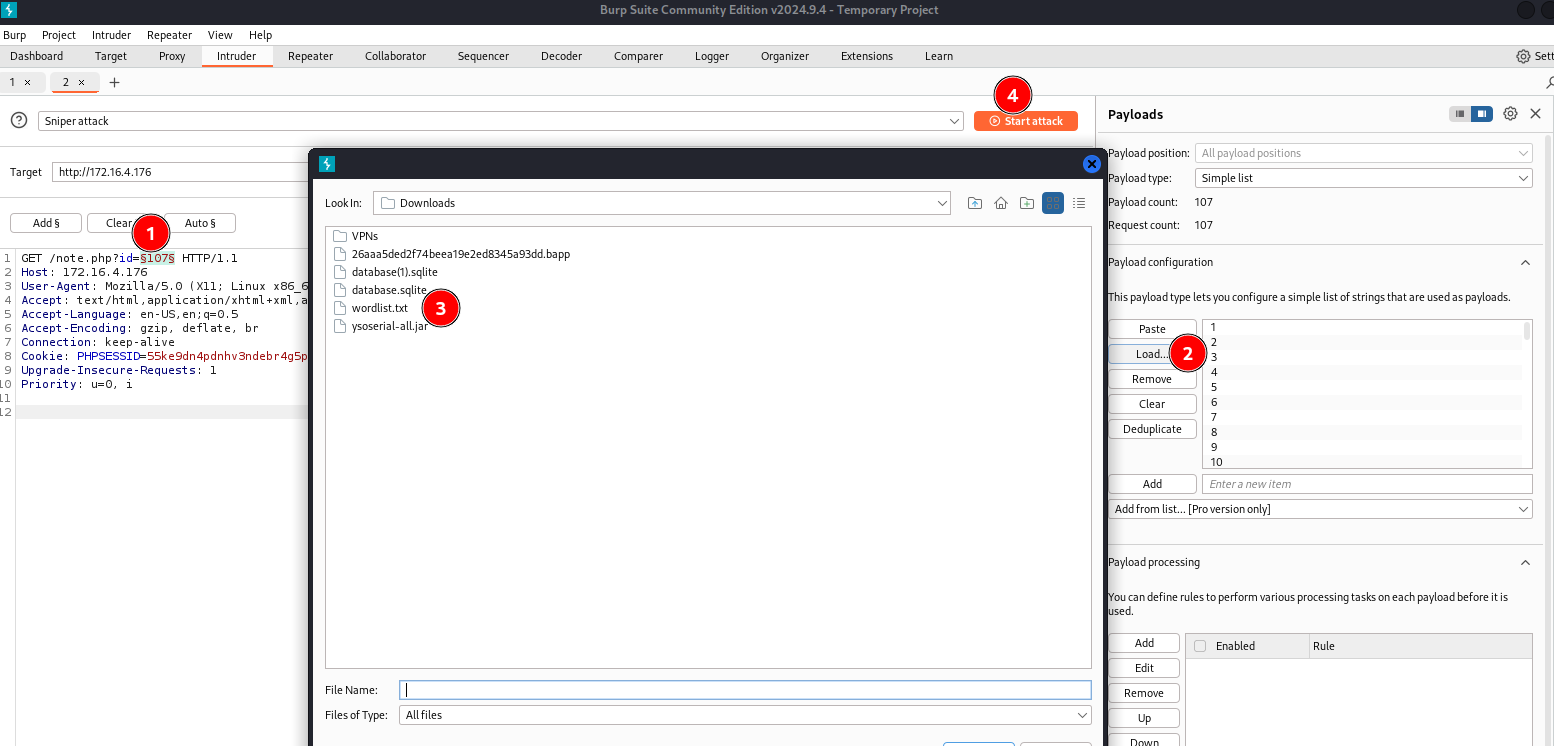 Burp Suite Community Edition v2024.9.4 - Temporary Project
Burp Project Intruder Repeater View Help
Dashboard Target Proxy Intruder Repeater Collaborator Sequencer Decoder Comparer Logger Organizer Extensions Learn Sett
1 × 2 × +
4
? Sniper attack Start attack
Payloads
Target http://172.16.4.176
Payload position: All payload positions
Payload type: Simple list
Payload count: 107
Request count: 107
Add § Clear Auto §
1
1 GET /note.php?id=§107§ HTTP/1.1
2 Host: 172.16.4.176
3 User-Agent: Mozilla/5.0 (X11; Linux x86_6
4 Accept: text/html,application/xhtml+xml,a
5 Accept-Language: en-US,en;q=0.5
6 Accept-Encoding: gzip, deflate, br
7 Connection: keep-alive
8 Cookie: PHPSESSID=55ke9dn4pdnhv3ndebr4g5p
9 Upgrade-Insecure-Requests: 1
10 Priority: u=0, i
11
12
Look In: Downloads
VPNs
26aaa5ded2f74beea19e2ed8345a93dd.bapp
database(1).sqlite
database.sqlite
wordlist.txt
3
ysoserial-all.jar
File Name:
Files of Type: All files
Payload configuration
This payload type lets you configure a simple list of strings that are used as payloads.
Paste
Load...
2
Remove
Clear
Deduplicate
1
2
3
4
5
6
7
8
9
10
Add Enter a new item
Add from list... [Pro version only]
Payload processing
You can define rules to perform various processing tasks on each payload before it is
used.
Add
Edit
Remove
Up
Down
Enabled Rule